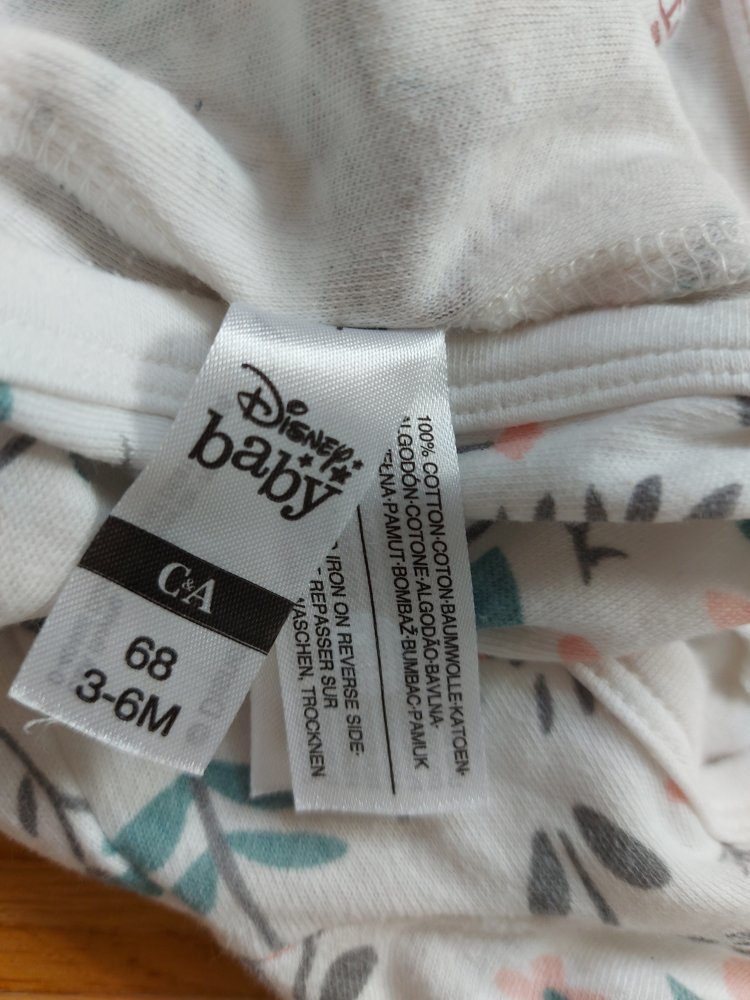 Disney
baby
C&A
68
3-6M
100% COTTON·COTON·BAUMWOLLE·KATOEN·
ALGODÓN·COTONE·ALGODÃO·BAVLNA·
PAMUT·BOMBAŽ·BUMBAC·PAMUK
IRON ON REVERSE SIDE·
REPASSER SUR
WASCHEN, TROCKNEN